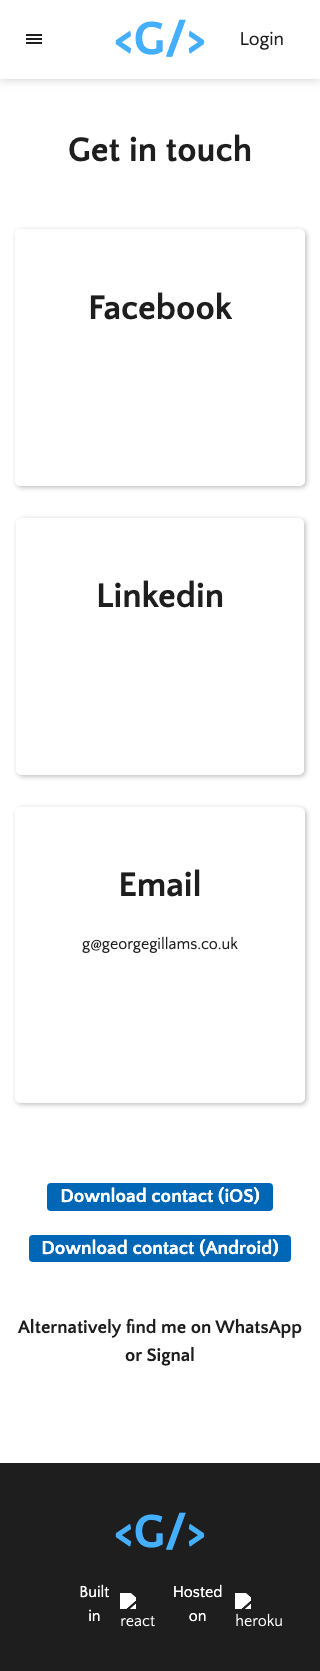 <G/>
Login
Get in touch
Facebook
Linkedin
Email
g@georgegillams.co.uk
Download contact (iOS)
Download contact (Android)
Alternatively find me on WhatsApp
or Signal
<G/>
Built
in
react
Hosted
on
heroku